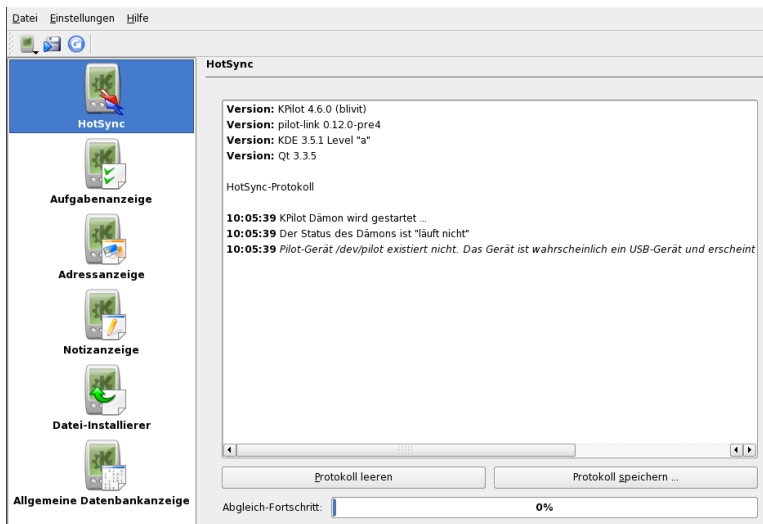 Datei Einstellungen Hilfe
HotSync
Aufgabenanzeige
Adressanzeige
Notizanzeige
Datei-Installierer
Allgemeine Datenbankanzeige
HotSync
Version: KPilot 4.6.0 (blivit)
Version: pilot-link 0.12.0-pre4
Version: KDE 3.5.1 Level "a"
Version: Qt 3.3.5
HotSync-Protokoll
10:05:39 KPilot Dämon wird gestartet ...
10:05:39 Der Status des Dämons ist "läuft nicht"
10:05:39 Pilot-Gerät /dev/pilot existiert nicht. Das Gerät ist wahrscheinlich ein USB-Gerät und erscheint
Protokoll leeren Protokoll speichern ...
Abgleich-Fortschritt: 0%